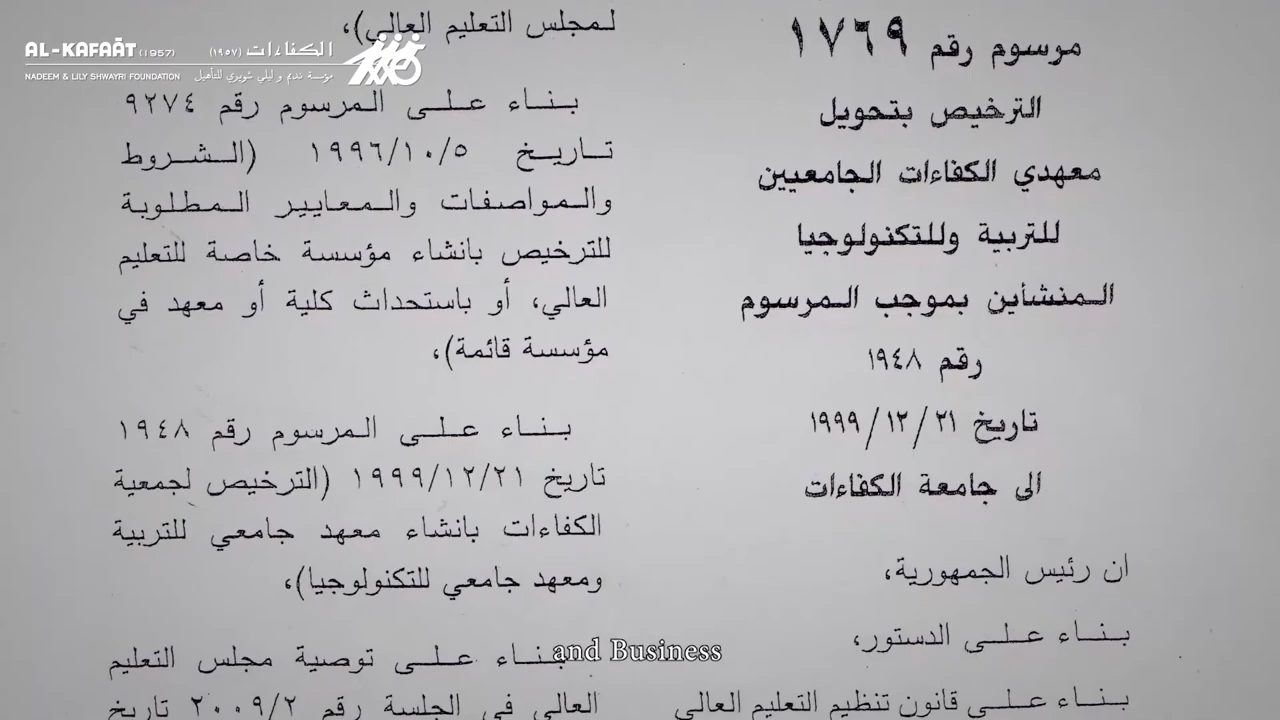 AL-KAFAÀT (1957)
الكفاءات (١٩٥٧)
NADEEM & LILY SHWAYRI FOUNDATION
مؤسسة نديم و ليلي شويري للتأهيل
مرسوم رقم ١٧٦٩
الترخيص بتحويل
معهدي الكفاءات الجامعيين
للتربية وللتكنولوجيا
المنشأين بموجب المرسوم
رقم ١٩٤٨
تاريخ ٢١/ ١٢/ ١٩٩٩
الى جامعة الكفاءات
ان رئيس الجمهورية،
بناء على الدستور،
بناء على قانون تنظيم التعليم العالي
لمجلس التعليم العالي)،
بناء على المرسوم رقم ٩٢٧٤
تاريخ ١٩٩٦/١٠/٥ (الشروط
والمواصفات والمعايير المطلوبة
للترخيص بانشاء مؤسسة خاصة للتعليم
العالي، أو باستحداث كلية أو معهد في
مؤسسة قائمة)،
بناء على المرسوم رقم ١٩٤٨
تاريخ ١٩٩٩/١٢/٢١ (الترخيص لجمعية
الكفاءات بانشاء معهد جامعي للتربية
ومعهد جامعي للتكنولوجيا)،
بناء على توصية مجلس التعليم
العالي في الجلسة رقم ٢٠٠٩/٢ تاريخ
and Business